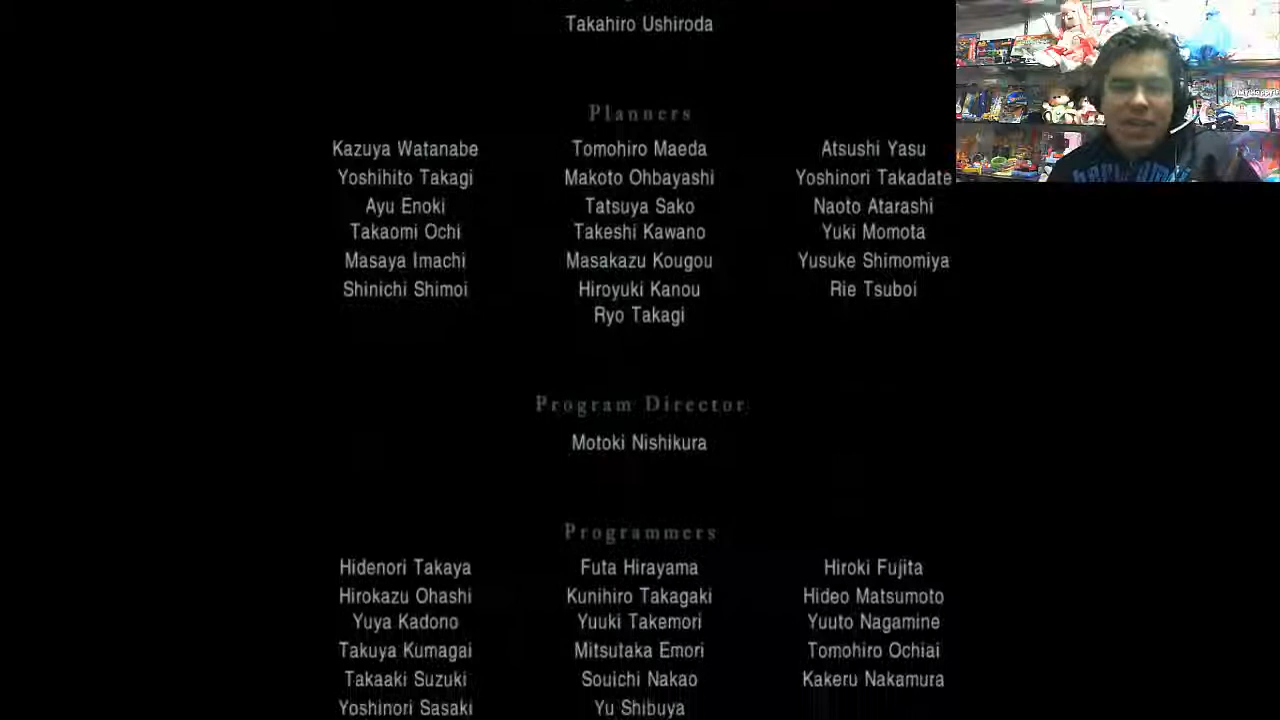 Takahiro Ushiroda
Planners
Kazuya Watanabe Tomohiro Maeda Atsushi Yasu
Yoshihito Takagi Makoto Ohbayashi Yoshinori Takadate
Ayu Enoki Tatsuya Sako Naoto Atarashi
Takaomi Ochi Takeshi Kawano Yuki Momota
Masaya Imachi Masakazu Kougou Yusuke Shimomiya
Shinichi Shimoi Hiroyuki Kanou Rie Tsuboi
Ryo Takagi
Program Director
Motoki Nishikura
Programmers
Hidenori Takaya Futa Hirayama Hiroki Fujita
Hirokazu Ohashi Kunihiro Takagaki Hideo Matsumoto
Yuya Kadono Yuuki Takemori Yuuto Nagamine
Takuya Kumagai Mitsutaka Emori Tomohiro Ochiai
Takaaki Suzuki Souichi Nakao Kakeru Nakamura
Yoshinori Sasaki Yu Shibuya